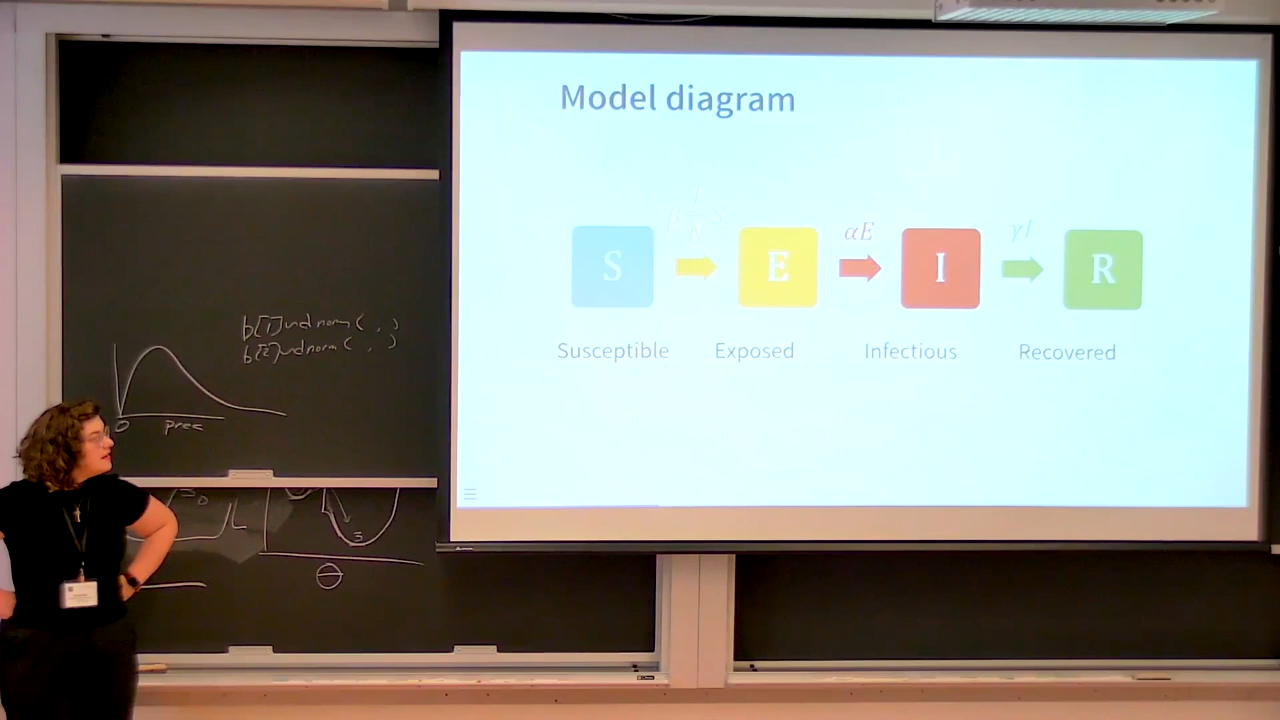 Model diagram
β I/N S
αE
γI
S
E
I
R
Susceptible
Exposed
Infectious
Recovered
b[1]~dnorm( , )
b[2]~dnorm( , )
0
prec
θ